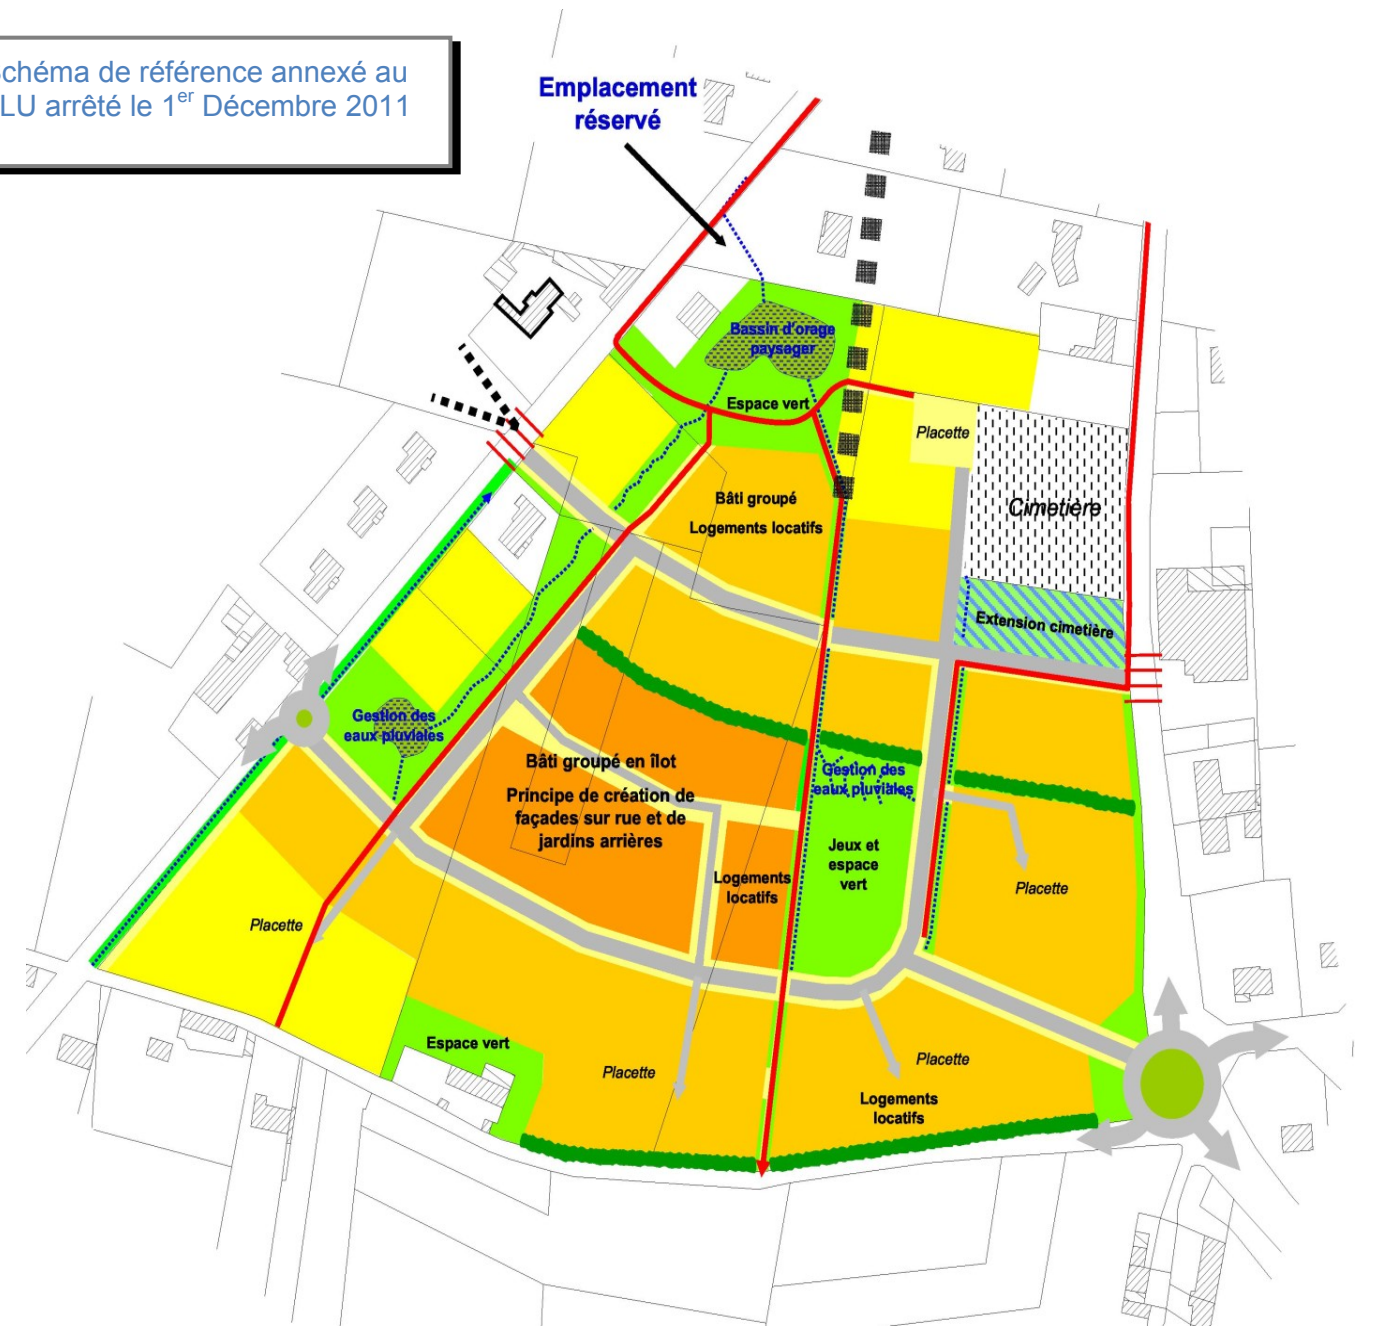 chéma de référence annexé au
LU arrêté le 1er Décembre 2011
Emplacement
réservé
Bassin d'orage
paysager
Espace vert
Placette
Cimetière
Bâti groupé
Logements locatifs
Extension cimetière
Gestion des
eaux pluviales
Bâti groupé en îlot
Principe de création de
façades sur rue et de
jardins arrières
Gestion des
eaux pluviales
Jeux et
espace
vert
Logements
locatifs
Placette
Placette
Espace vert
Placette
Placette
Logements
locatifs